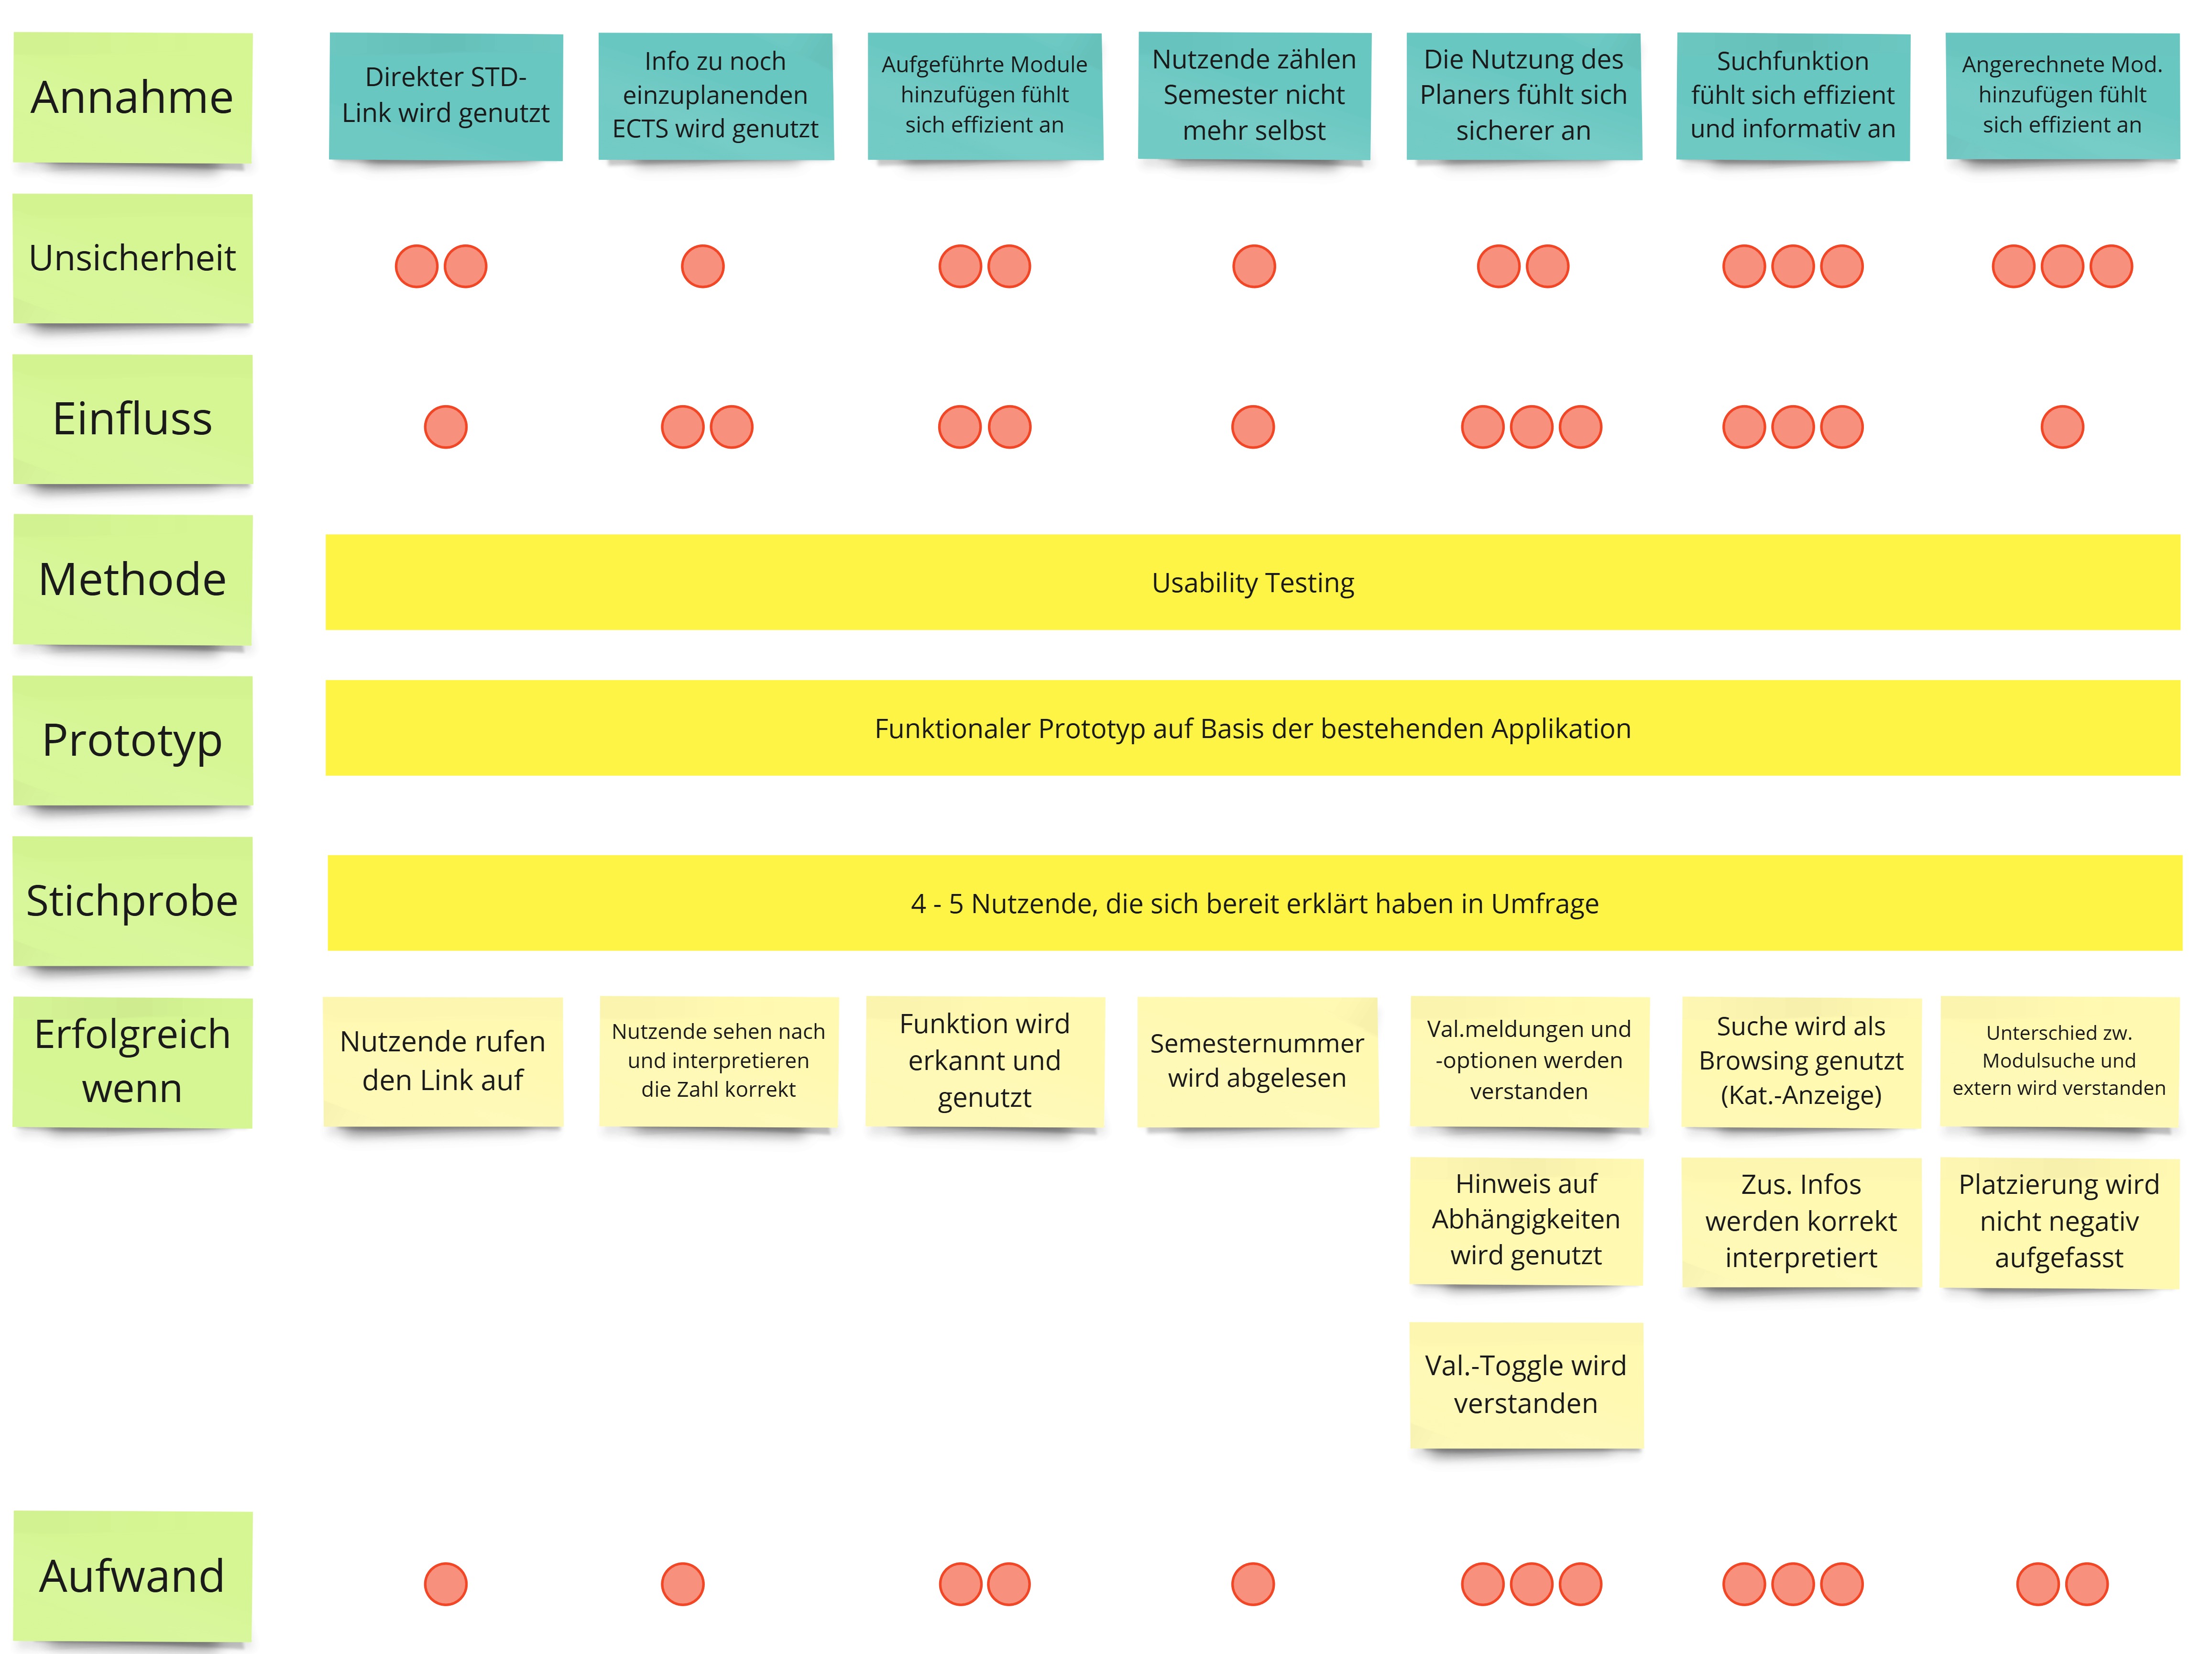 Annahme
Direkter STD-
Link wird genutzt
Info zu noch
einzuplanenden
ECTS wird genutzt
Aufgeführte Module
hinzufügen fühlt
sich effizient an
Nutzende zählen
Semester nicht
mehr selbst
Die Nutzung des
Planers fühlt sich
sicherer an
Suchfunktion
fühlt sich effizient
und informativ an
Angerechnete Mod.
hinzufügen fühlt
sich effizient an
Unsicherheit
Einfluss
Methode
Usability Testing
Prototyp
Funktionaler Prototyp auf Basis der bestehenden Applikation
Stichprobe
4 - 5 Nutzende, die sich bereit erklärt haben in Umfrage
Erfolgreich
wenn
Nutzende rufen
den Link auf
Nutzende sehen nach
und interpretieren
die Zahl korrekt
Funktion wird
erkannt und
genutzt
Semesternummer
wird abgelesen
Val.meldungen und
-optionen werden
verstanden
Suche wird als
Browsing genutzt
(Kat.-Anzeige)
Unterschied zw.
Modulsuche und
extern wird verstanden
Hinweis auf
Abhängigkeiten
wird genutzt
Zus. Infos
werden korrekt
interpretiert
Platzierung wird
nicht negativ
aufgefasst
Val.-Toggle wird
verstanden
Aufwand